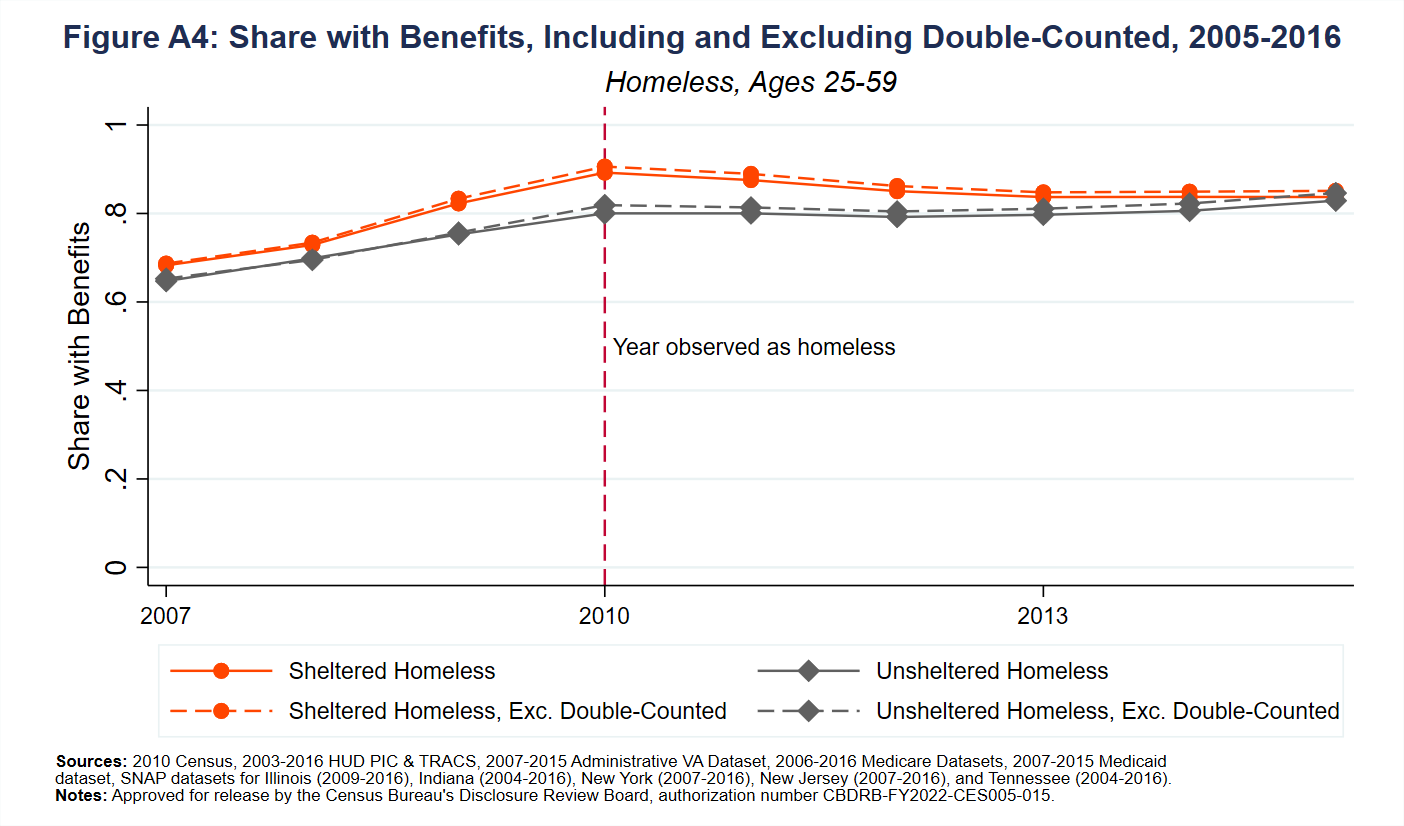 Figure A4: Share with Benefits, Including and Excluding Double-Counted, 2005-2016
Homeless, Ages 25-59
Share with Benefits
1
.8
.6
.4
.2
0
Year observed as homeless
2007
2010
2013
Sheltered Homeless
Unsheltered Homeless
Sheltered Homeless, Exc. Double-Counted
Unsheltered Homeless, Exc. Double-Counted
Sources: 2010 Census, 2003-2016 HUD PIC & TRACS, 2007-2015 Administrative VA Dataset, 2006-2016 Medicare Datasets, 2007-2015 Medicaid
dataset, SNAP datasets for Illinois (2009-2016), Indiana (2004-2016), New York (2007-2016), New Jersey (2007-2016), and Tennessee (2004-2016).
Notes: Approved for release by the Census Bureau's Disclosure Review Board, authorization number CBDRB-FY2022-CES005-015.